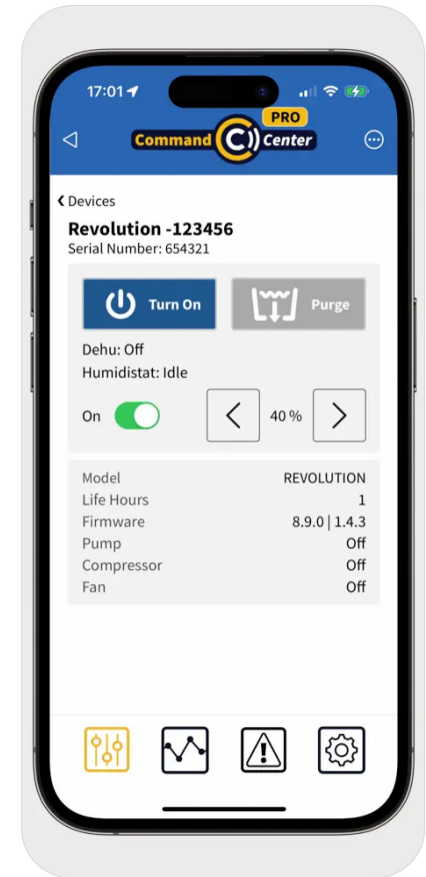 17:01
PRO
Command Center
Devices
Revolution -123456
Serial Number: 654321
Turn On
Purge
Dehu: Off
Humidistat: Idle
On
40 %
Model REVOLUTION
Life Hours 1
Firmware 8.9.0 | 1.4.3
Pump Off
Compressor Off
Fan Off